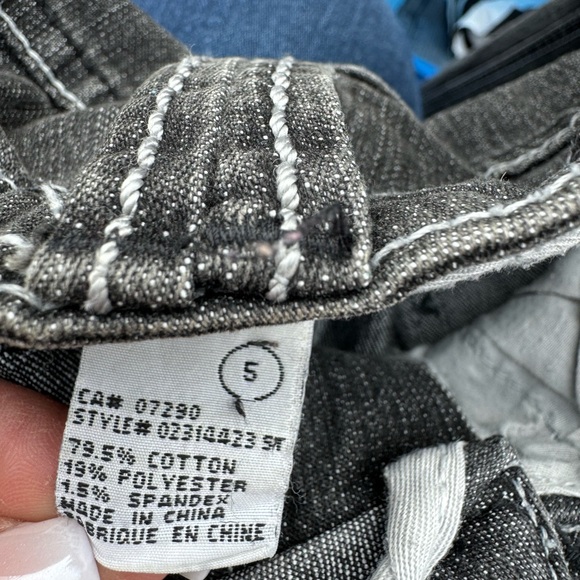 5
CA# 07290
STYLE# 02314423
79.5% COTTON
19% POLYESTER
1.5% SPANDEX
MADE IN CHINA
FABRIQUE EN CHINE